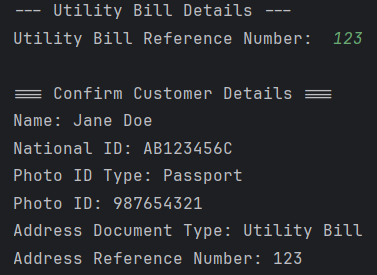 --- Utility Bill Details ---
Utility Bill Reference Number: 123
=== Confirm Customer Details ===
Name: Jane Doe
National ID: AB123456C
Photo ID Type: Passport
Photo ID: 987654321
Address Document Type: Utility Bill
Address Reference Number: 123